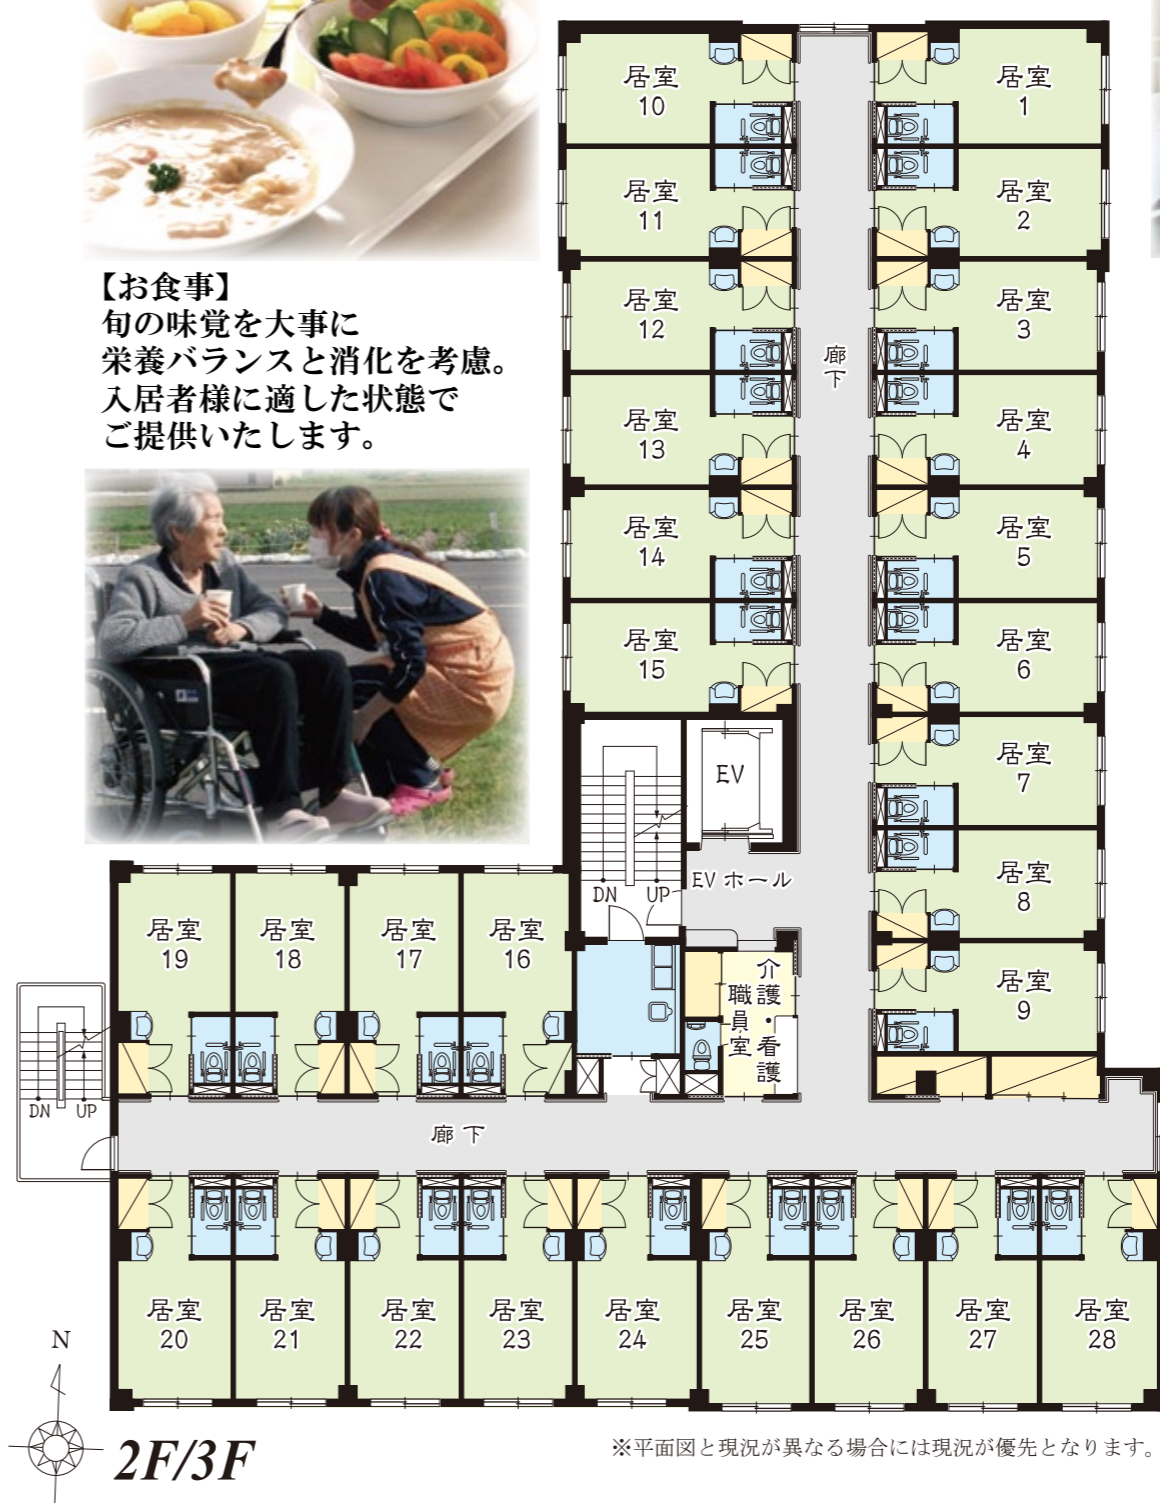 【お食事】
旬の味覚を大事に
栄養バランスと消化を考慮。
入居者様に適した状態で
ご提供いたします。
居室
10
居室
1
居室
11
居室
2
居室
12
居室
3
廊下
居室
13
居室
4
居室
14
居室
5
居室
15
居室
6
EV
居室
7
DN
UP
EVホール
居室
8
居室
19
居室
18
居室
17
居室
16
介護・看護
職員室
居室
9
DN
UP
廊下
居室
20
居室
21
居室
22
居室
23
居室
24
居室
25
居室
26
居室
27
居室
28
N
2F/3F
※平面図と現況が異なる場合には現況が優先となります。